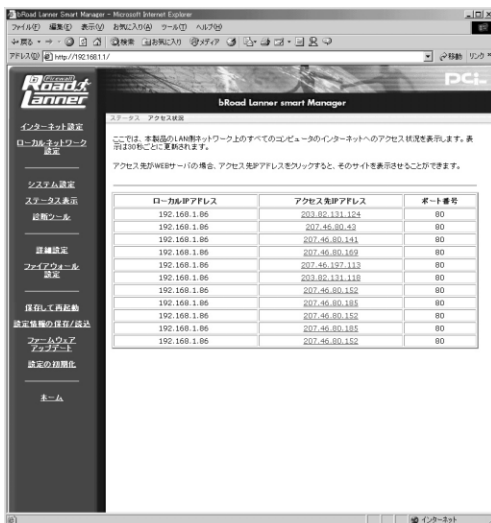 bRoad Lanner Smart Manager - Microsoft Internet Explorer
ファイル(F) 編集(E) 表示(V) お気に入り(A) ツール(T) ヘルプ(H)
戻る 検索 お気に入り メディア
アドレス(D) http://192.168.1.1/ 移動 リンク
Firewall
Road
Lanner
PCi
bRoad Lanner smart Manager
ステータス アクセス状況
インターネット設定
ローカルネットワーク
設定
システム設定
ステータス表示
診断ツール
詳細設定
ファイアウォール
設定
保存して再起動
設定情報の保存/読込
ファームウェア
アップデート
設定の初期化
ホーム
ここでは、本製品のLAN側ネットワーク上のすべてのコンピュータのインターネットへのアクセス状況を表示します。表
示は30秒ごとに更新されます。
アクセス先がWEBサーバの場合、アクセス先IPアドレスをクリックすると、そのサイトを表示させることができます。
ローカルIPアドレス アクセス先IPアドレス ポート番号
192.168.1.86 203.82.131.124 80
192.168.1.86 207.46.80.43 80
192.168.1.86 207.46.80.141 80
192.168.1.86 207.46.80.169 80
192.168.1.86 207.46.197.113 80
192.168.1.86 203.82.131.118 80
192.168.1.86 207.46.80.152 80
192.168.1.86 207.46.80.185 80
192.168.1.86 207.46.80.152 80
192.168.1.86 207.46.80.185 80
192.168.1.86 207.46.80.152 80
インターネット